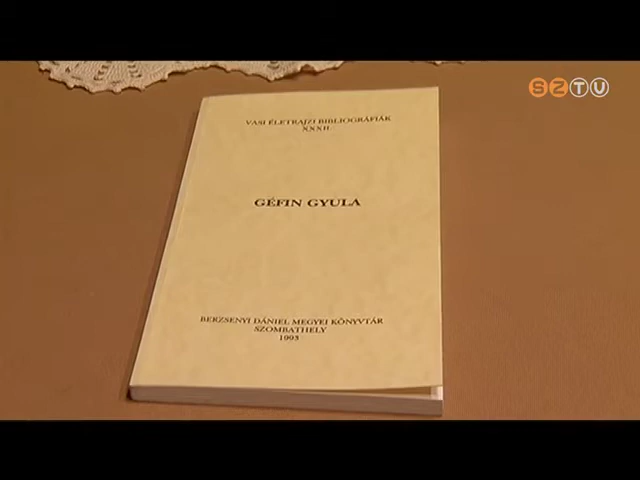 SZTV
VASI ÉLETRAJZI BIBLIOGRÁFIÁK
XXXII
GÉFIN GYULA
BERZSENYI DÁNIEL MEGYEI KÖNYVTÁR
SZOMBATHELY
1993